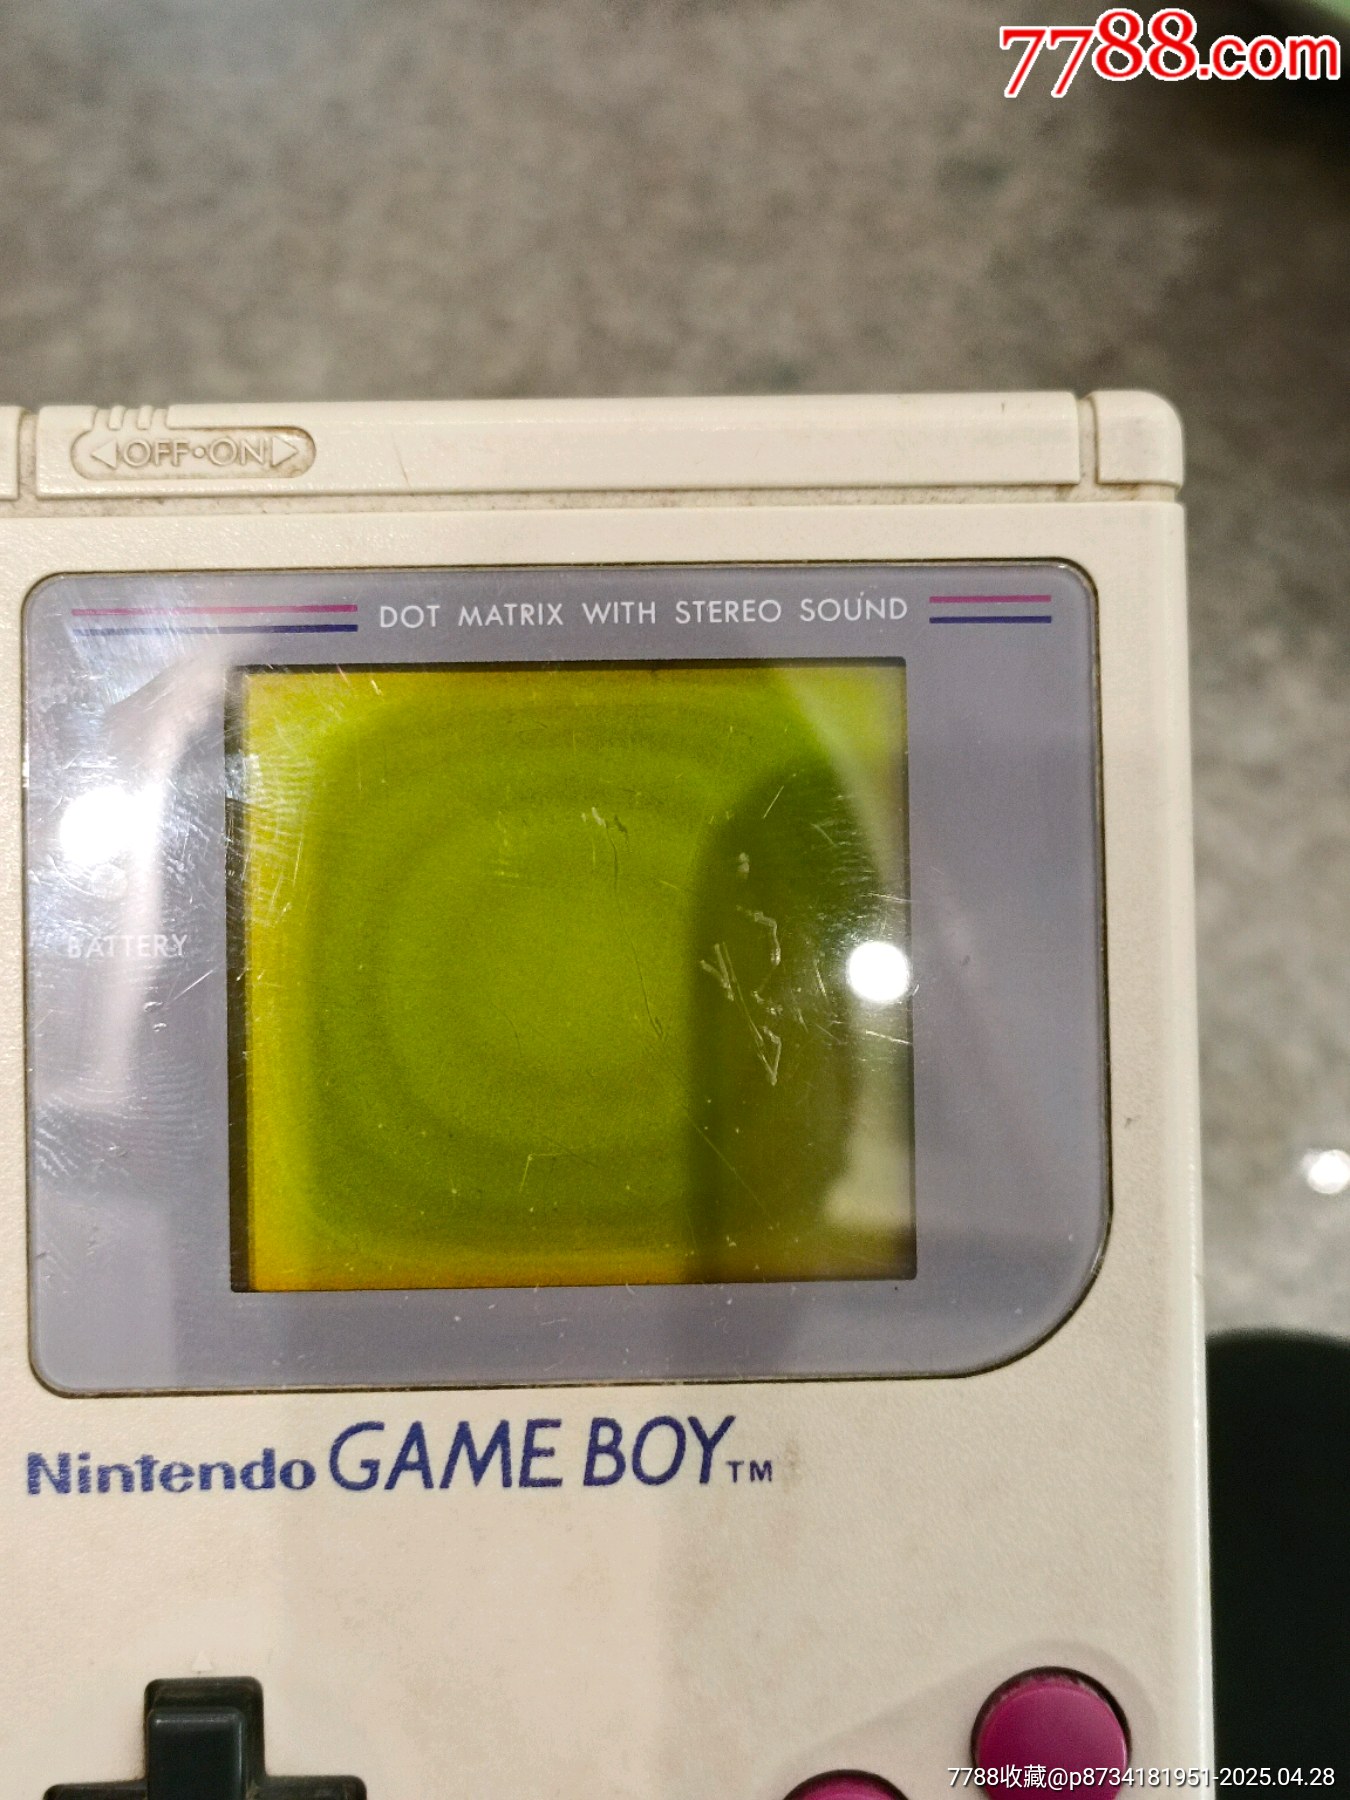 7788.com
◁OFF•ON▷
DOT MATRIX WITH STEREO SOUND
BATTERY
Nintendo GAME BOY™
7788收藏@p8734181951-2025.04.28